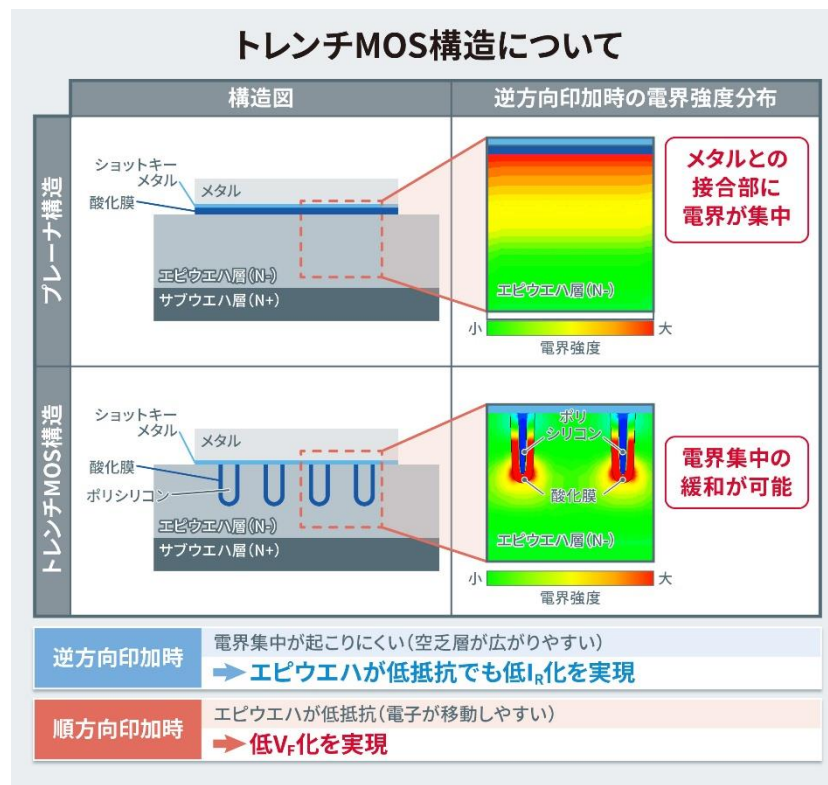 トレンチMOS構造について
構造図
逆方向印加時の電界強度分布
プレーナ構造
ショットキー
メタル
酸化膜
メタル
エピウエハ層(N-)
サブウエハ層(N+)
エピウエハ層(N-)
小
大
電界強度
メタルとの
接合部に
電界が集中
トレンチMOS構造
ショットキー
メタル
酸化膜
ポリシリコン
メタル
エピウエハ層(N-)
サブウエハ層(N+)
ポリ
シリコン
酸化膜
エピウエハ層(N-)
小
大
電界強度
電界集中の
緩和が可能
逆方向印加時
電界集中が起こりにくい(空乏層が広がりやすい)
➔エピウエハが低抵抗でも低IR化を実現
順方向印加時
エピウエハが低抵抗(電子が移動しやすい)
➔低VF化を実現